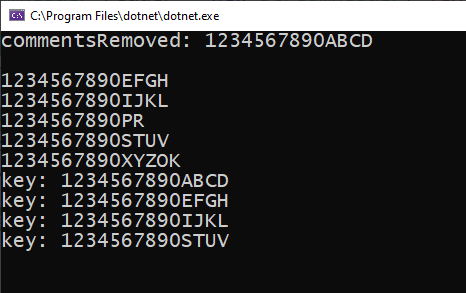 C:\Program Files\dotnet\dotnet.exe
commentsRemoved: 1234567890ABCD
1234567890EFGH
1234567890IJKL
1234567890PR
1234567890STUV
1234567890XYZOK
key: 1234567890ABCD
key: 1234567890EFGH
key: 1234567890IJKL
key: 1234567890STUV